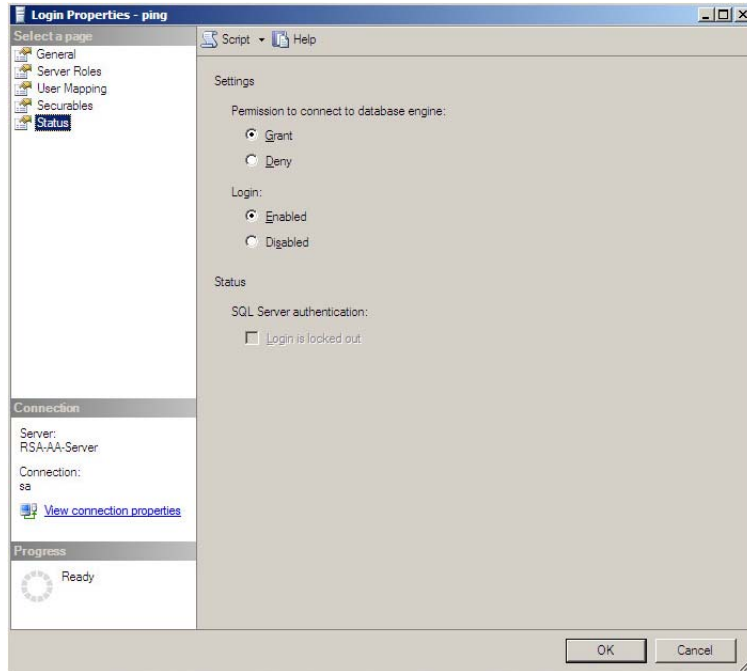 Login Properties - ping
Select a page
General
Server Roles
User Mapping
Securables
Status
Script
Help
Settings
Permission to connect to database engine:
Grant
Deny
Login:
Enabled
Disabled
Status
SQL Server authentication:
Login is locked out
Connection
Server:
RSA-AA-Server
Connection:
sa
View connection properties
Progress
Ready
OK
Cancel